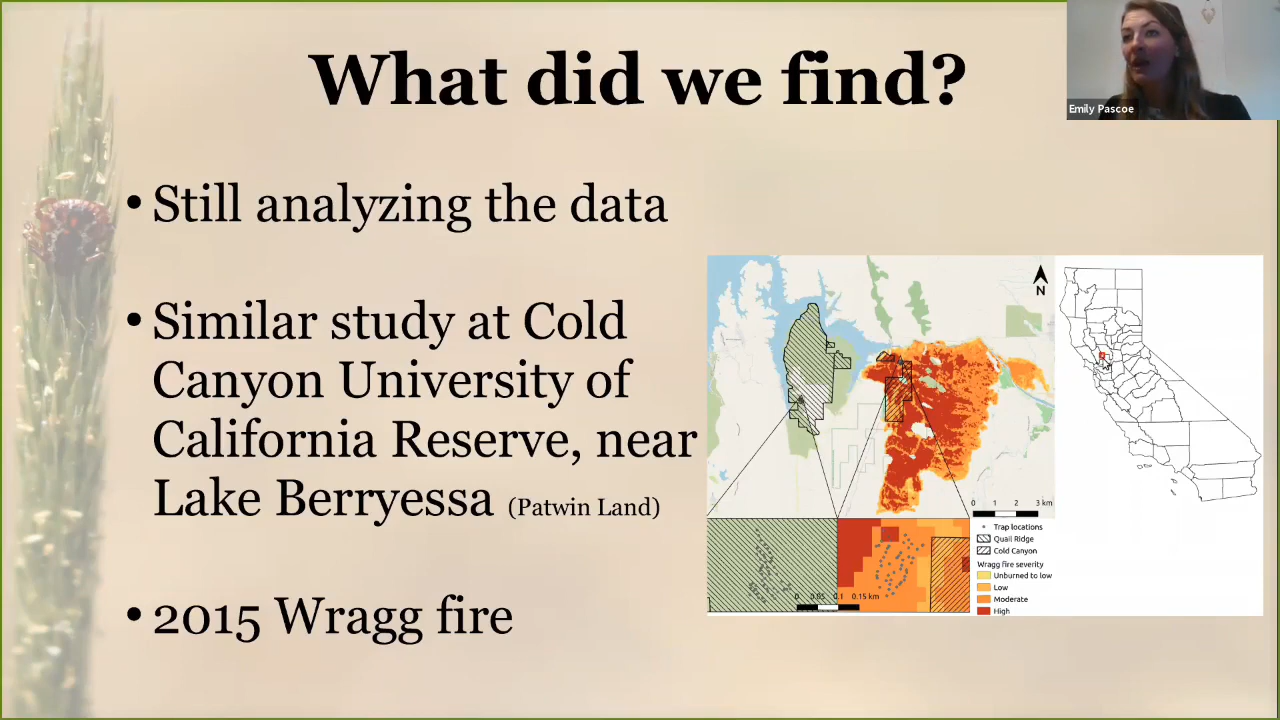 What did we find?
Emily Pascoe
• Still analyzing the data
• Similar study at Cold
Canyon University of
California Reserve, near
Lake Berryessa (Patwin Land)
• 2015 Wragg fire
N
0 1 2 3 km
0 0.05 0.1 0.15 km
Trap locations
Quail Ridge
Cold Canyon
Wragg fire severity
Unburned to low
Low
Moderate
High